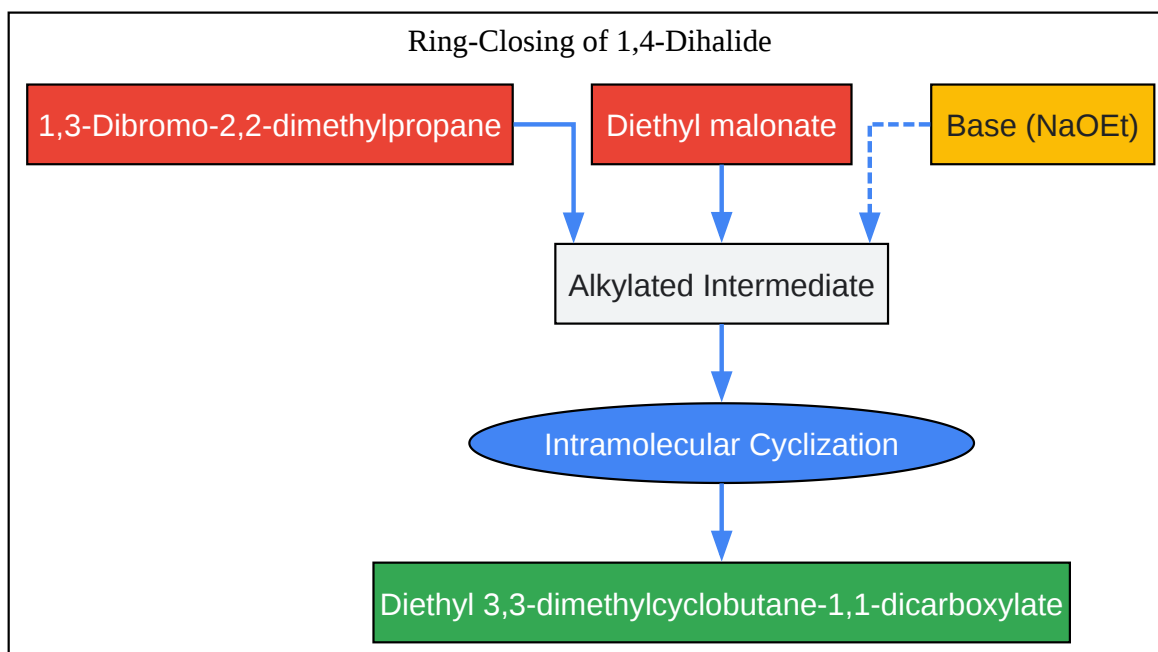 Ring-Closing of 1,4-Dihalide
1,3-Dibromo-2,2-dimethylpropane
Diethyl malonate
Base (NaOEt)
Alkylated Intermediate
Intramolecular Cyclization
Diethyl 3,3-dimethylcyclobutane-1,1-dicarboxylate